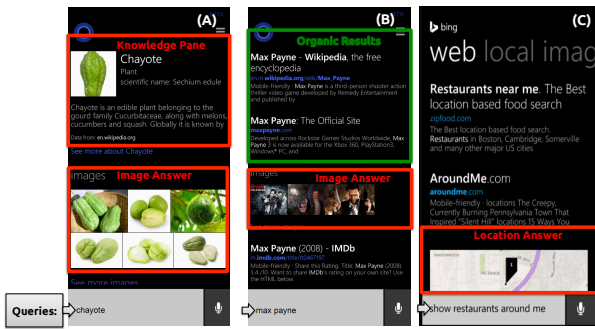 (A)
Knowledge Pane
Chayote
Plant
scientific name: Sechium edule
Chayote is an edible plant belonging to the
gourd family Cucurbitaceae, along with melons,
cucumbers and squash. Globally it is known by
Data from: en.wikipedia.org
See more about Chayote
images
Image Answer
See more images
Queries:
chayote
(B)
Organic Results
Max Payne - Wikipedia, the free
encyclopedia
en.m.wikipedia.org/wiki/Max_Payne
Mobile-friendly · Max Payne is a third-person shooter action
thriller video game developed by Remedy Entertainment
and published by
Max Payne: The Official Site
maxpayne.com
Developed across Rockstar Games Studios Worldwide, Max
Payne 3 is now available for the Xbox 360, PlayStation3,
Windows® PC, and
images
Image Answer
Max Payne (2008) - IMDb
m.imdb.com/title/tt0467197
Mobile-friendly · Share this Rating. Title: Max Payne (2008)
5.4 /10. Want to share IMDb's rating on your own site? Use
the HTML below.
max payne
(C)
bing
web local imag
Restaurants near me. The Best
location based food search
zipfood.com
The Best location based food search.
Restaurants in Boston, Cambridge, Somerville
and many other major US cities
AroundMe.com
aroundme.com
Mobile-friendly · locations The Creepy,
Currently Burning Pennsylvania Town That
Inspired "Silent Hill" locations 15 Ways You
Location Answer
1
show restaurants around me